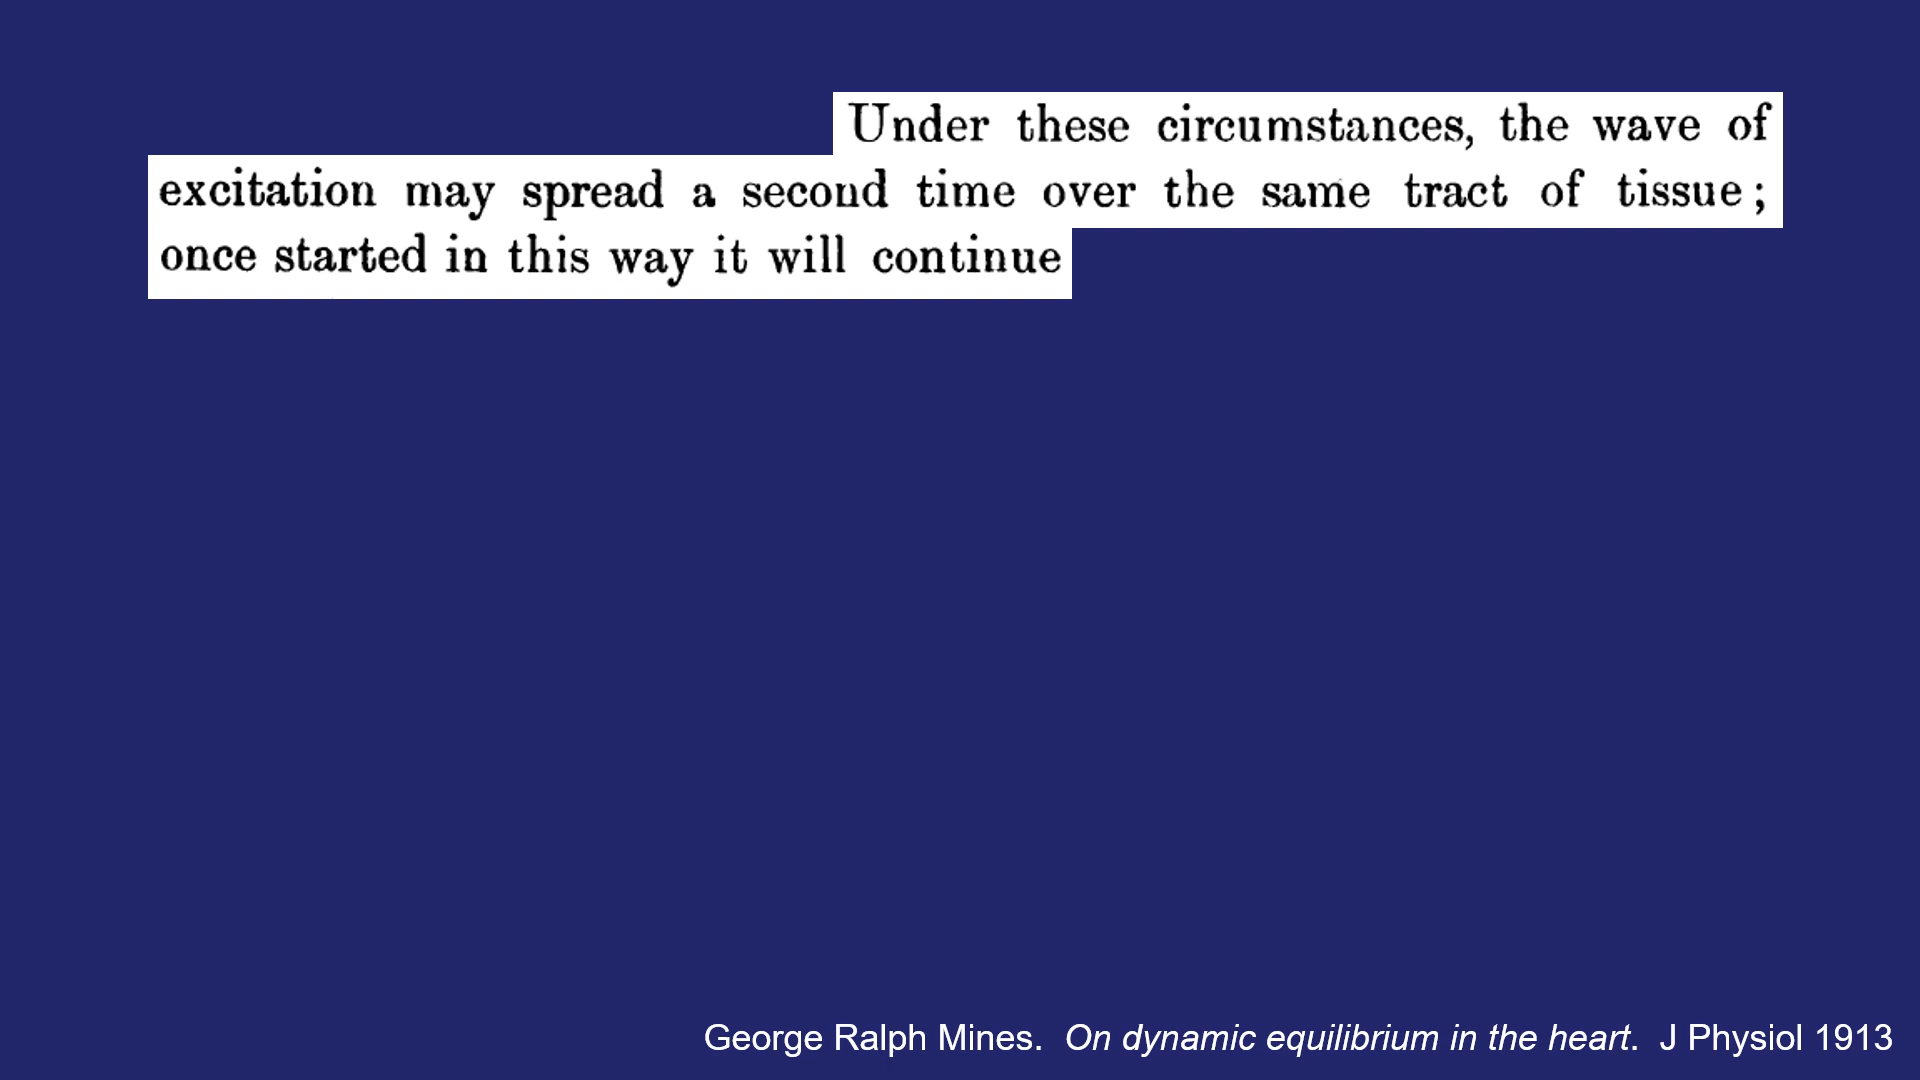 Under these circumstances, the wave of
excitation may spread a second time over the same tract of tissue;
once started in this way it will continue
George Ralph Mines. On dynamic equilibrium in the heart. J Physiol 1913